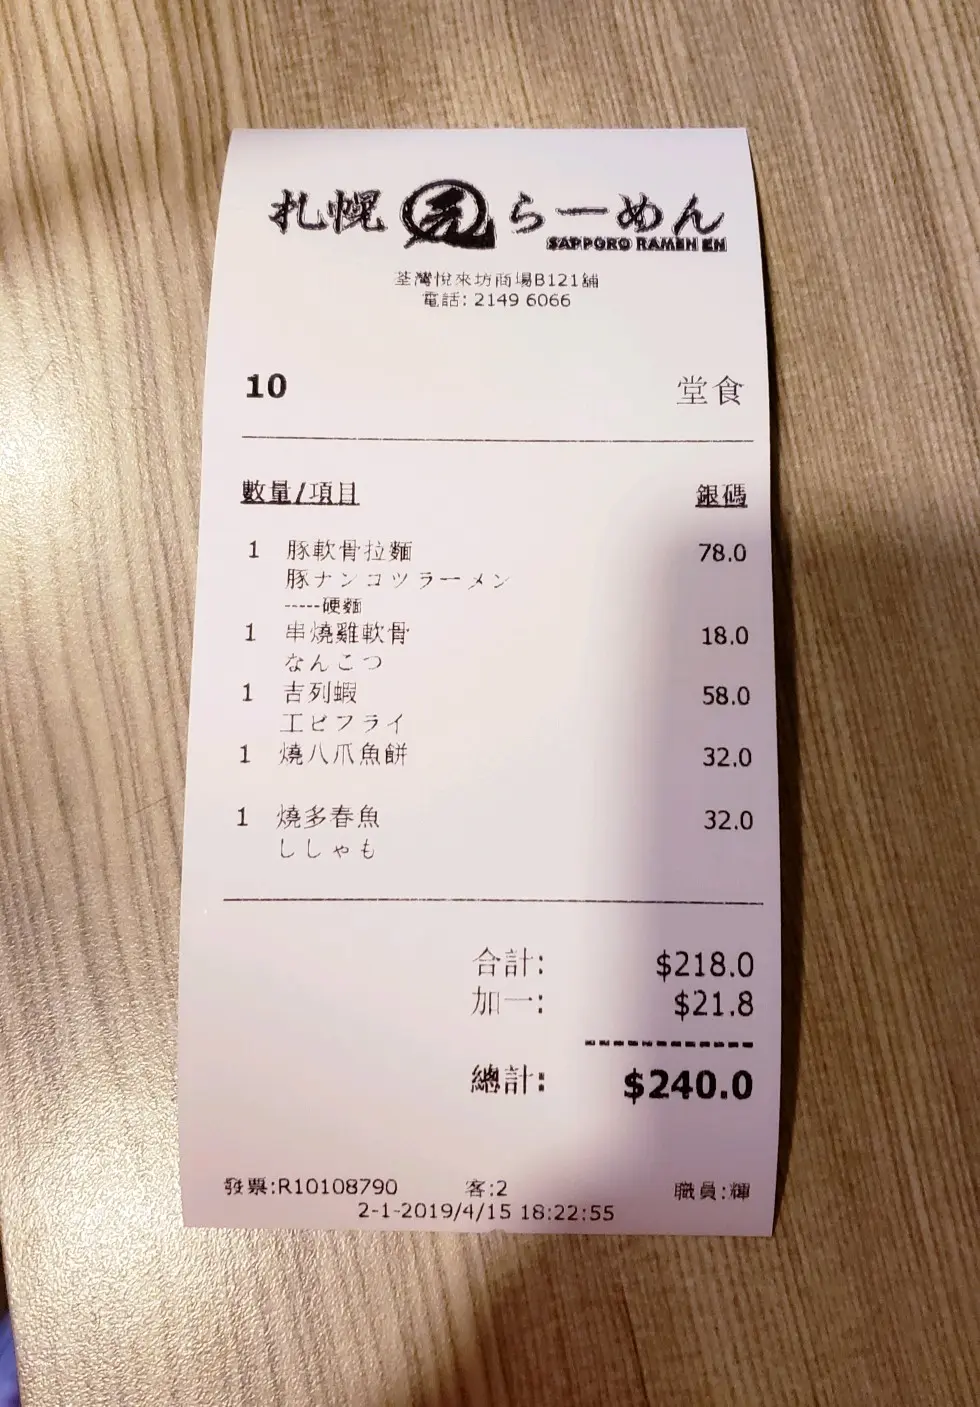 札幌 元 らーめん
SAPPORO RAMEN EN
荃灣悅來坊商場B121舖
電話: 2149 6066
10 堂食
數量/項目 銀碼
1 豚軟骨拉麵 78.0
豚ナンコツラーメン
-----硬麵
1 串燒雞軟骨 18.0
なんこつ
1 吉列蝦 58.0
エビフライ
1 燒八爪魚餅 32.0
1 燒多春魚 32.0
ししゃも
合計: $218.0
加一: $21.8
總計: $240.0
發票:R10108790 客:2 職員:輝
2-1-2019/4/15 18:22:55